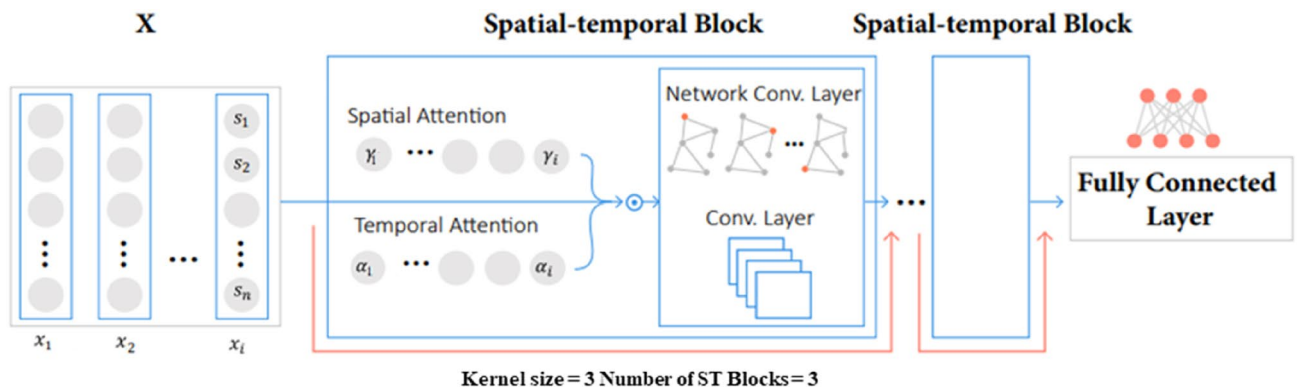 X
Spatial-temporal Block
Spatial-temporal Block
Network Conv. Layer
Spatial Attention
s₁
s₂
sₙ
γᵢ ... γᵢ
...
Temporal Attention
α₁ ... αᵢ
Conv. Layer
...
Fully Connected
Layer
...
x₁ x₂ xᵢ
Kernel size = 3 Number of ST Blocks= 3